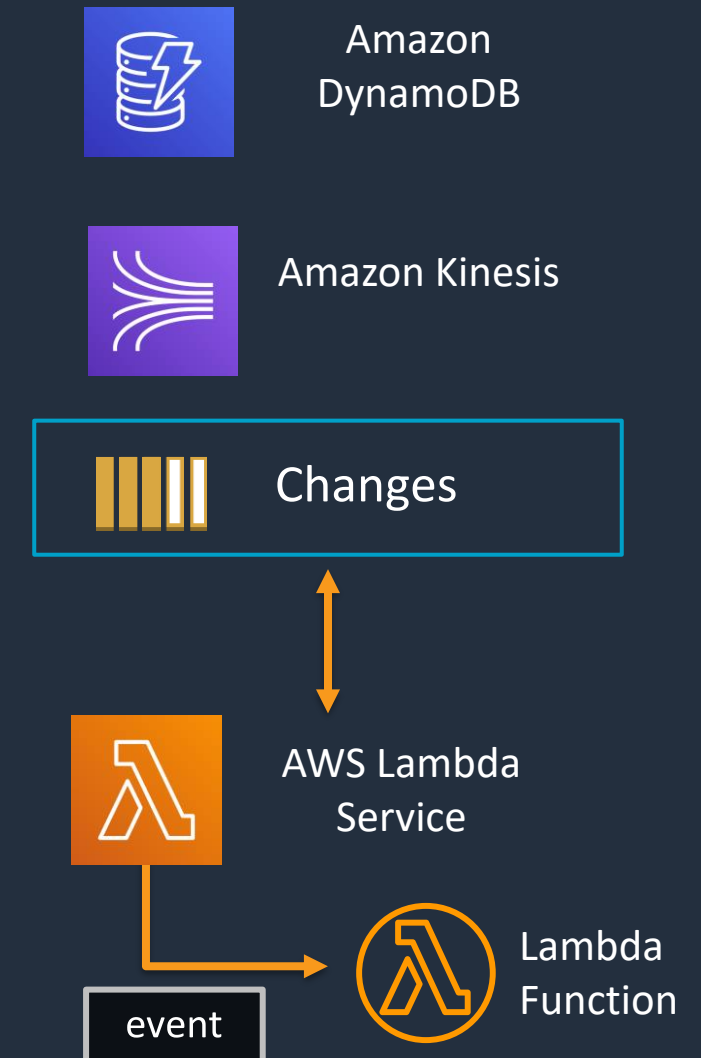 Amazon
DynamoDB
Amazon Kinesis
Changes
AWS Lambda
Service
Lambda
Function
event